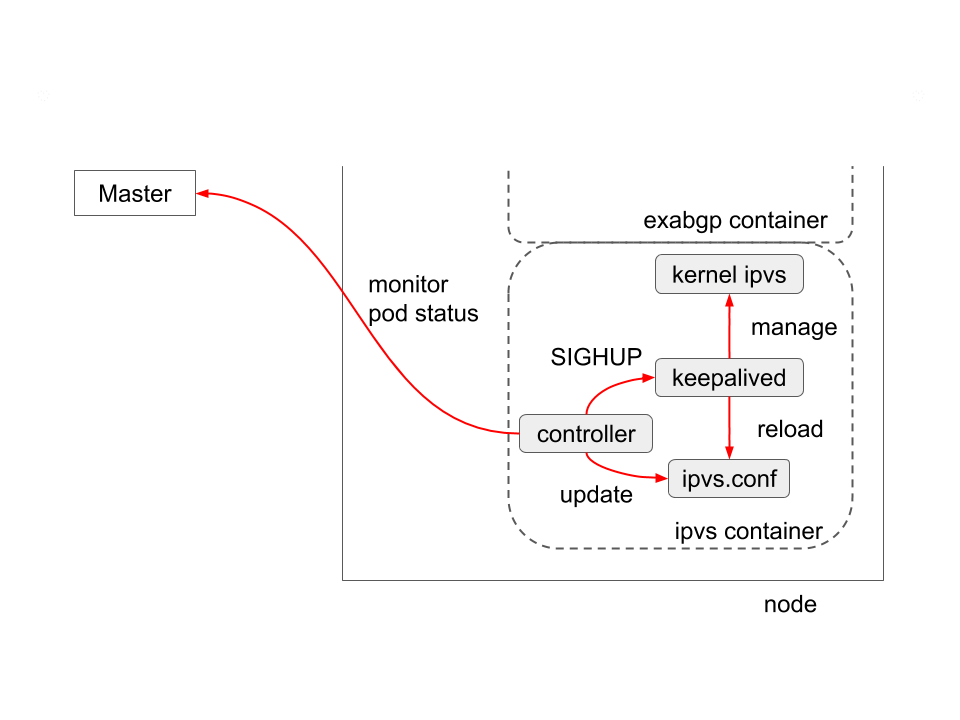 Master
exabgp container
kernel ipvs
monitor
pod status
manage
SIGHUP
keepalived
controller
reload
ipvs.conf
update
ipvs container
node